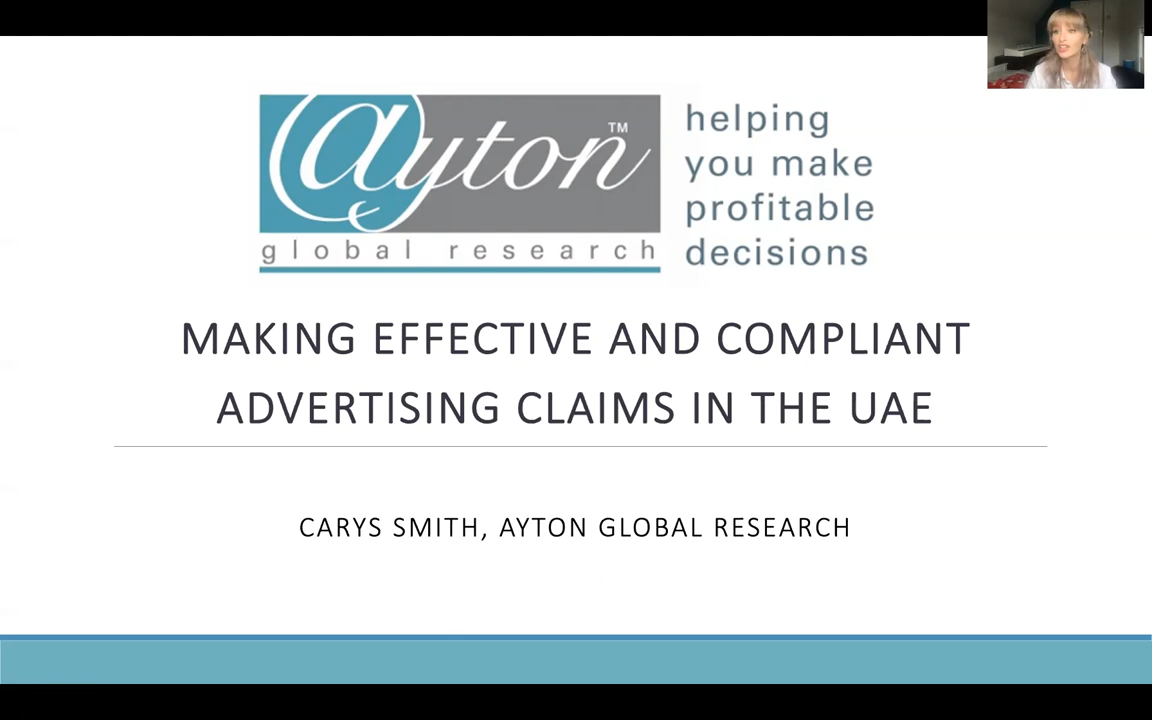 ayton™
global research
helping
you make
profitable
decisions
MAKING EFFECTIVE AND COMPLIANT
ADVERTISING CLAIMS IN THE UAE
CARYS SMITH, AYTON GLOBAL RESEARCH